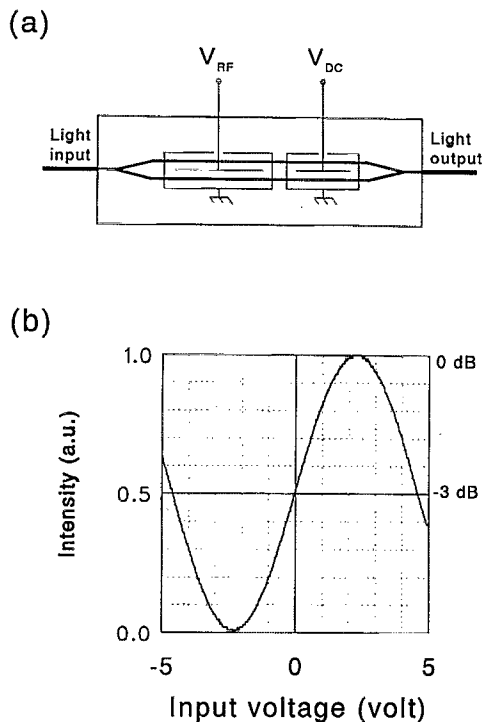 (a)
V_RF V_DC
Light input
Light output
(b)
1.0
0.5
0.0
0 dB
-3 dB
Intensity (a.u.)
-5 0 5
Input voltage (volt)